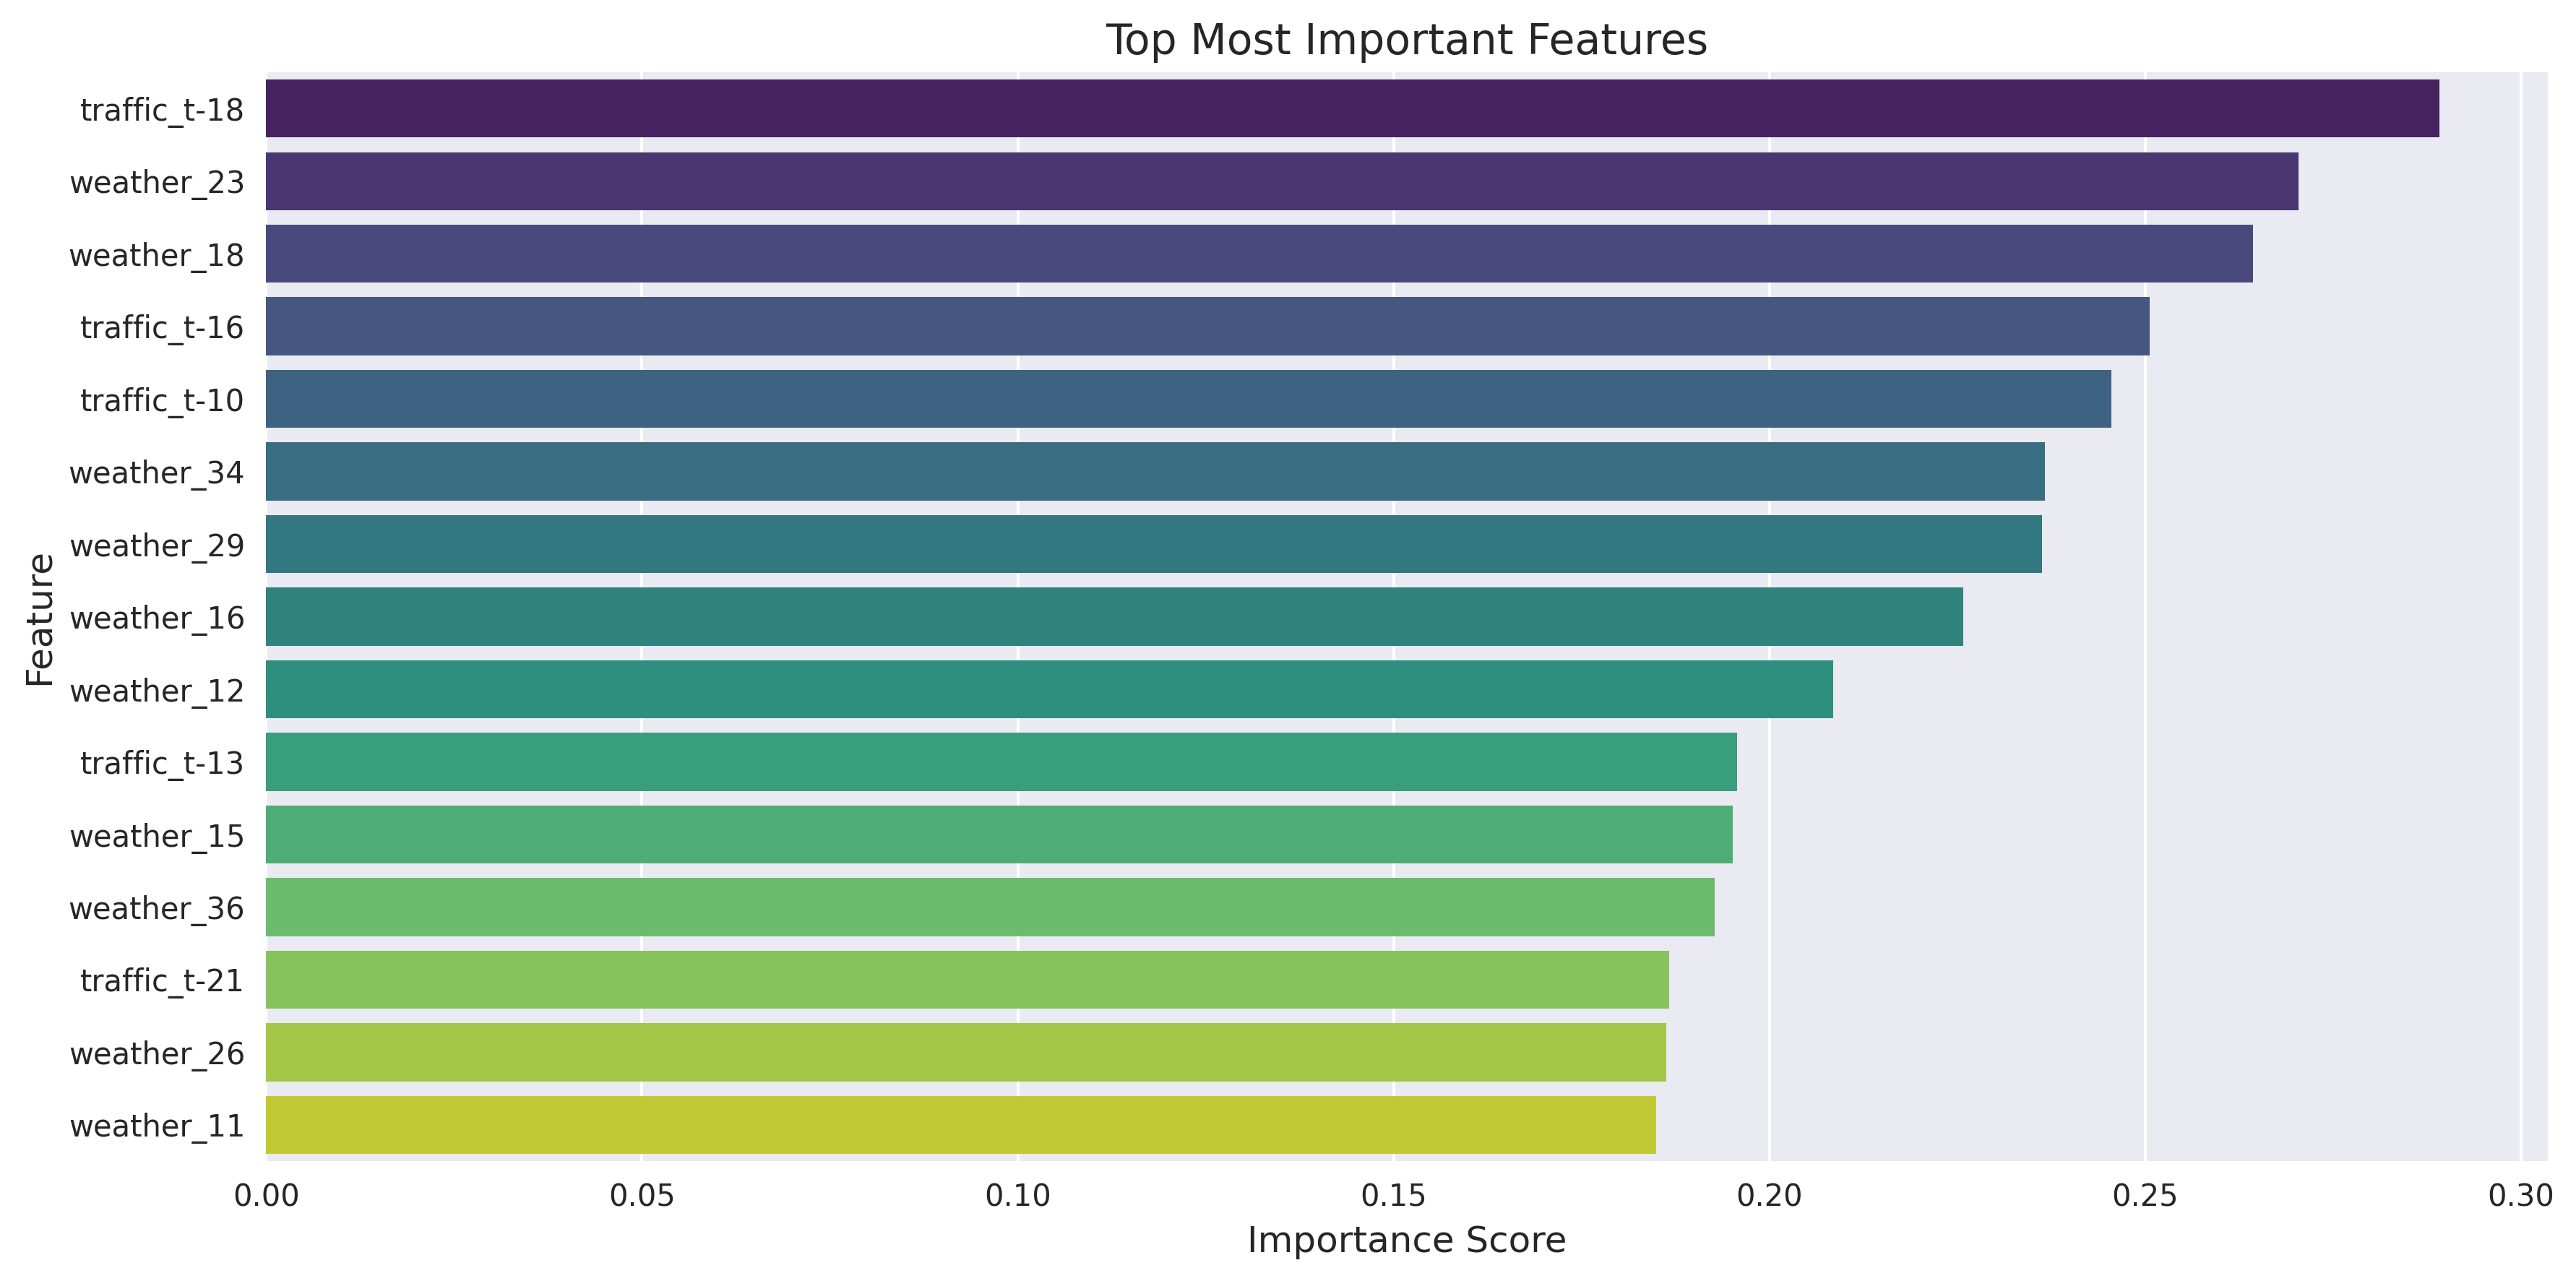 Top Most Important Features
Feature
traffic_t-18
weather_23
weather_18
traffic_t-16
traffic_t-10
weather_34
weather_29
weather_16
weather_12
traffic_t-13
weather_15
weather_36
traffic_t-21
weather_26
weather_11
0.00 0.05 0.10 0.15 0.20 0.25 0.30
Importance Score